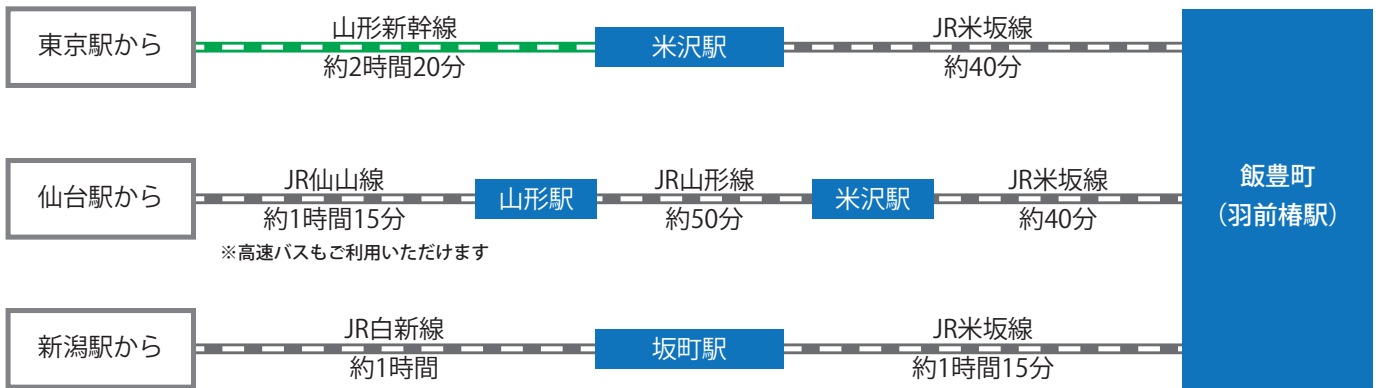 東京駅から
山形新幹線
約2時間20分
米沢駅
JR米坂線
約40分
仙台駅から
JR仙山線
約1時間15分
※高速バスもご利用いただけます
山形駅
JR山形線
約50分
米沢駅
JR米坂線
約40分
新潟駅から
JR白新線
約1時間
坂町駅
JR米坂線
約1時間15分
飯豊町
（羽前椿駅）